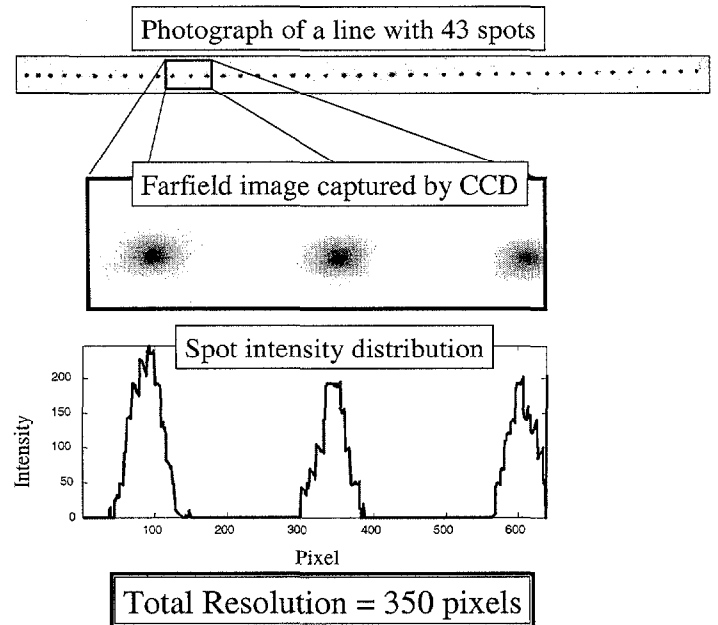 Photograph of a line with 43 spots
Farfield image captured by CCD
Spot intensity distribution
Intensity
200
150
100
50
0
100 200 300 400 500 600
Pixel
Total Resolution = 350 pixels